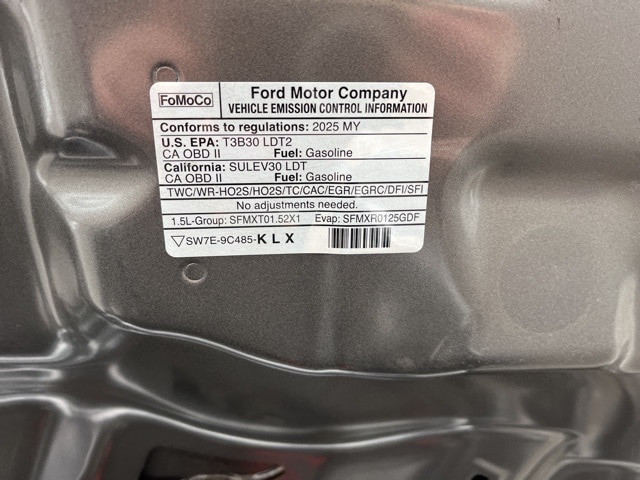 FoMoCo
Ford Motor Company
VEHICLE EMISSION CONTROL INFORMATION
Conforms to regulations: 2025 MY
U.S. EPA: T3B30 LDT2
CA OBD II Fuel: Gasoline
California: SULEV30 LDT
CA OBD II Fuel: Gasoline
TWC/WR-HO2S/HO2S/TC/CAC/EGR/EGRC/DFI/SFI
No adjustments needed.
1.5L-Group: SFMXT01.52X1 Evap: SFMXR0125GDF
▽SW7E-9C485-K L X